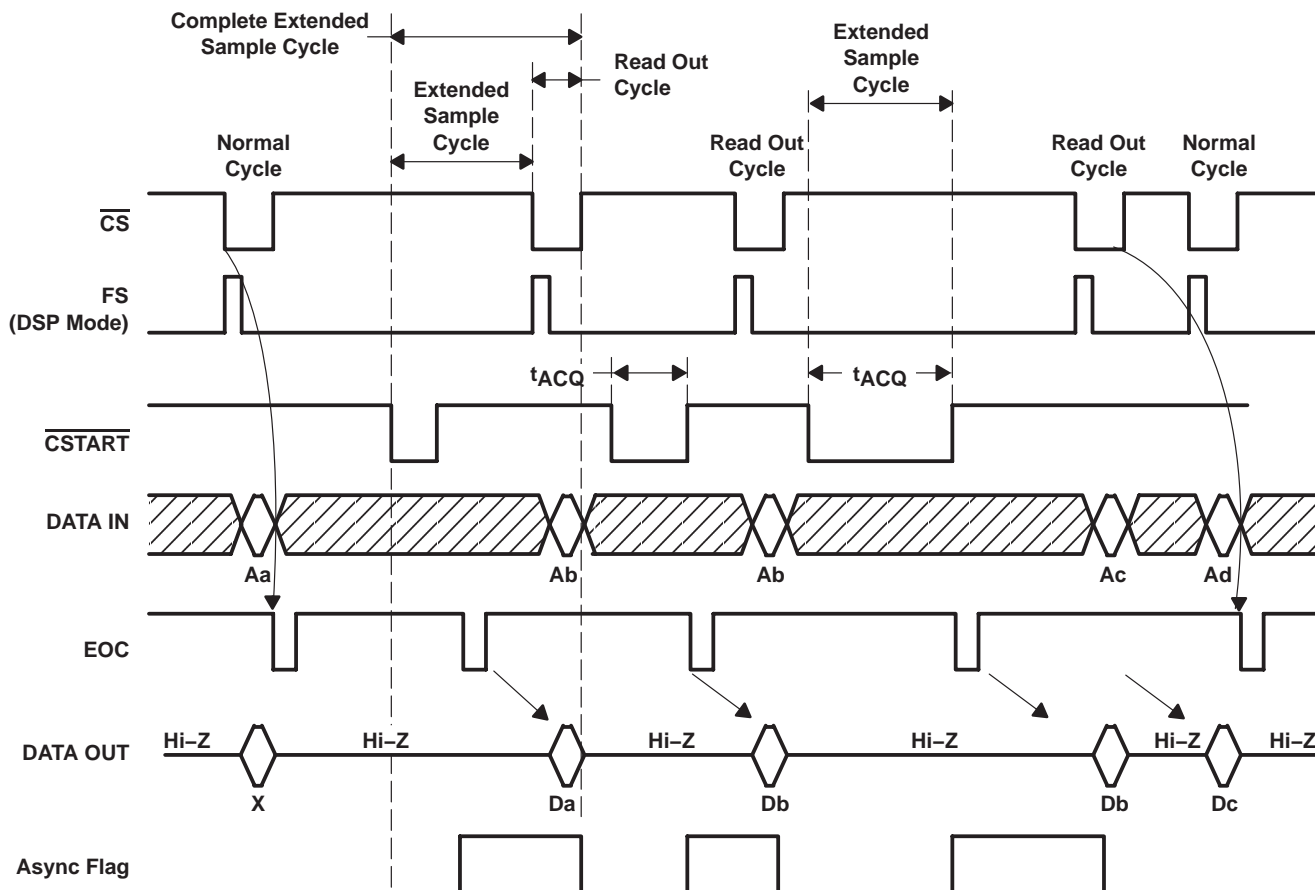 Complete Extended
Sample Cycle
Extended
Sample
Cycle
Read Out
Cycle
Extended
Sample
Cycle
Normal
Cycle
Read Out
Cycle
Read Out
Cycle
Normal
Cycle
CS
FS
(DSP Mode)
tACQ
tACQ
CSTART
DATA IN
Aa
Ab
Ab
Ac
Ad
EOC
Hi–Z
Hi–Z
Hi–Z
Hi–Z
Hi–Z
Hi–Z
DATA OUT
X
Da
Db
Db
Dc
Async Flag